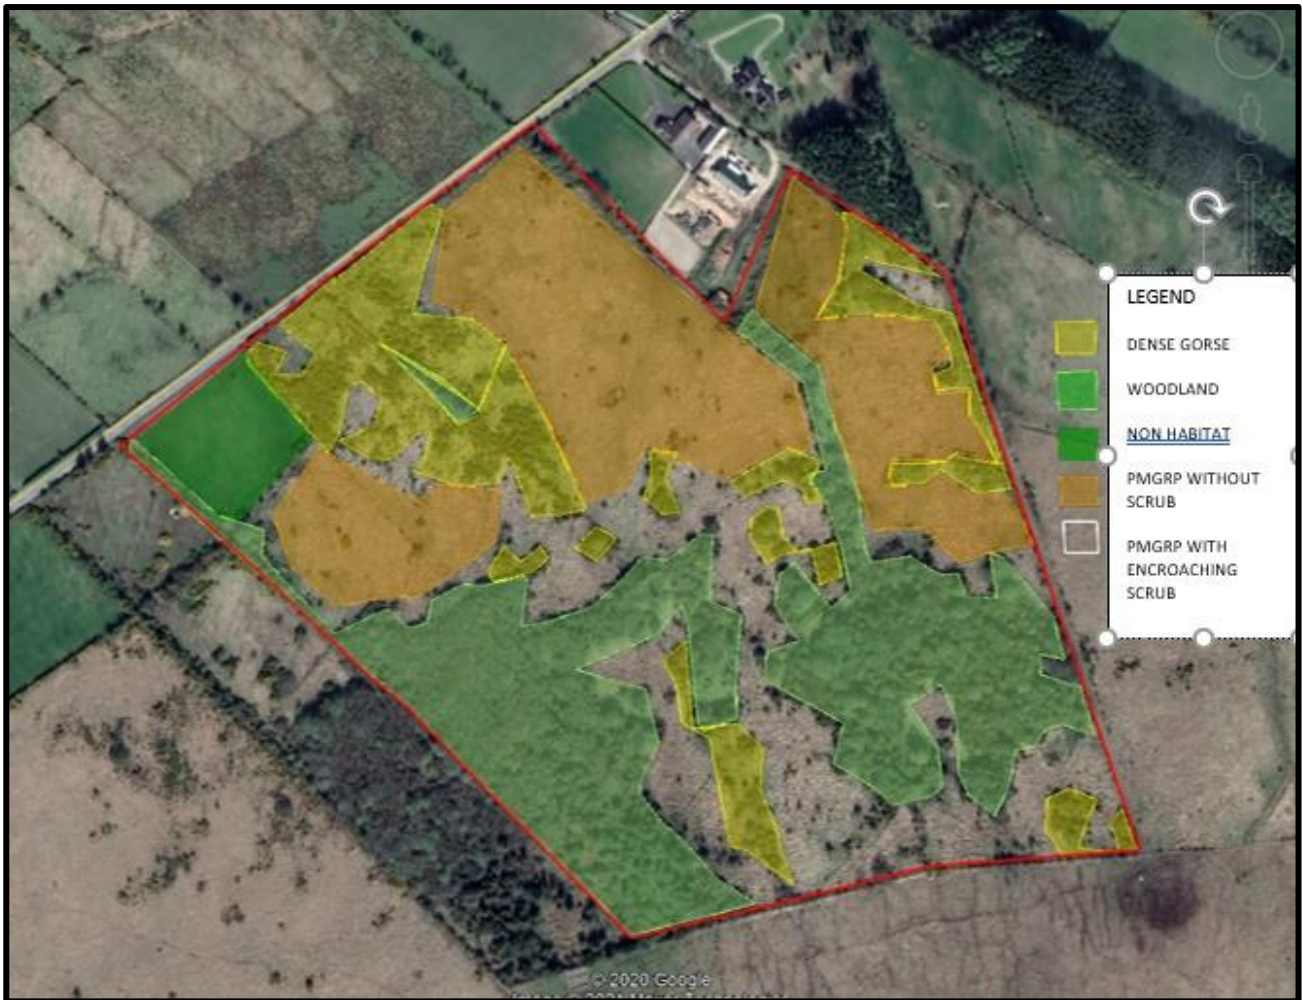 LEGEND
DENSE GORSE
WOODLAND
NON HABITAT
PMGRP WITHOUT
SCRUB
PMGRP WITH
ENCROACHING
SCRUB
© 2020 Google